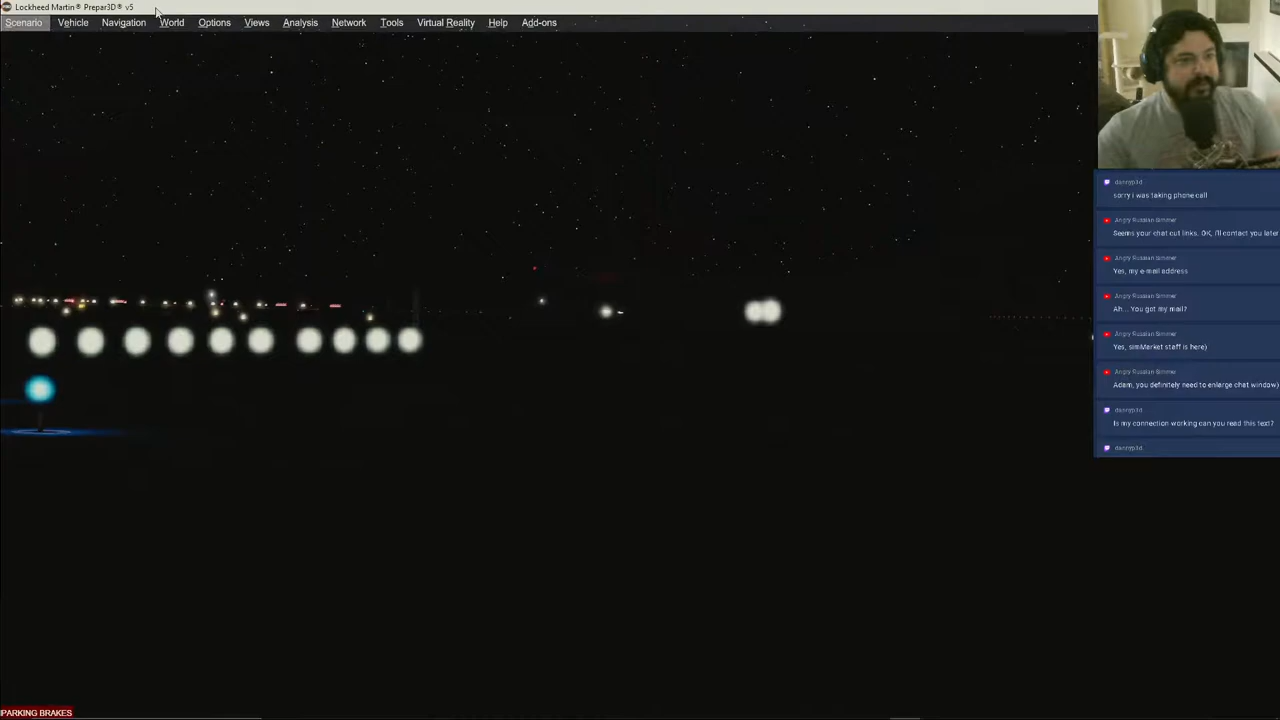 Lockheed Martin® Prepar3D® v5
Scenario Vehicle Navigation World Options Views Analysis Network Tools Virtual Reality Help Add-ons
dannyp3d
sorry i was taking phone call
Angry Russian Simmer
Seems your chat cut links. OK, i'll contact you later
Angry Russian Simmer
Yes, my e-mail address
Angry Russian Simmer
Ah... You got my mail?
Angry Russian Simmer
Yes, simMarket staff is here)
Angry Russian Simmer
Adam, you definitely need to enlarge chat window)
dannyp3d
Is my connection working can you read this text?
dannyp3d
PARKING BRAKES